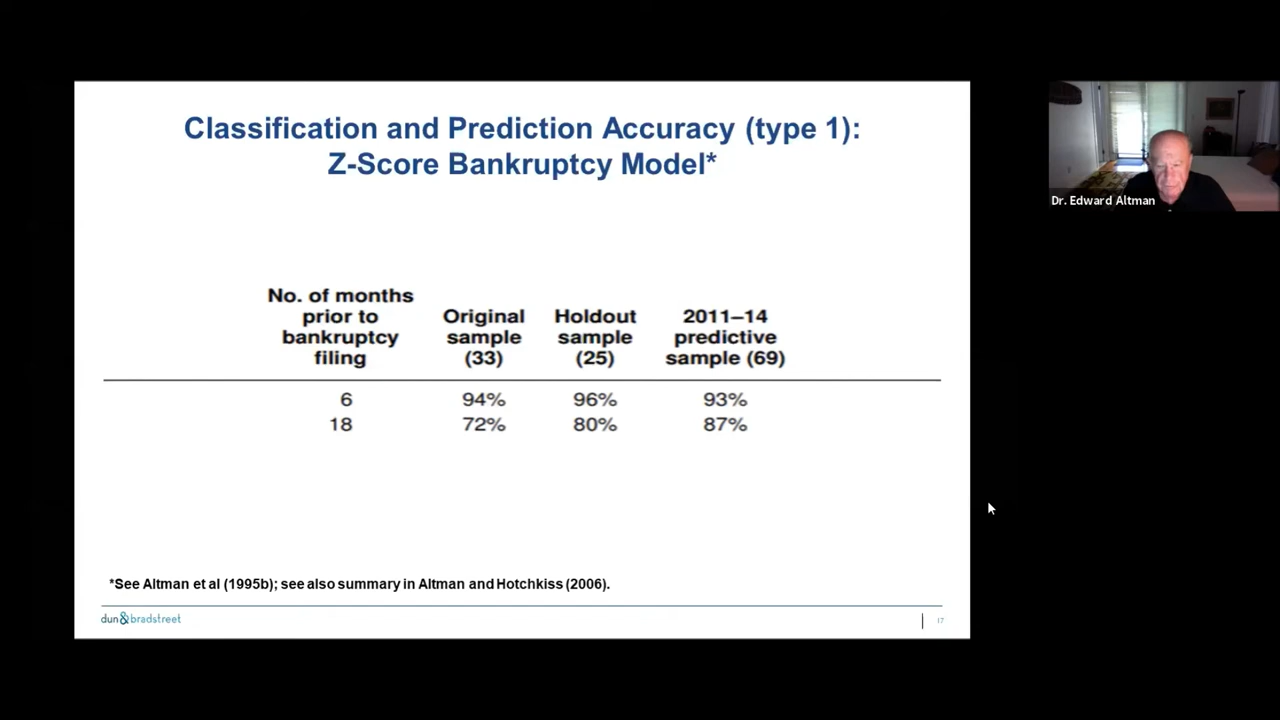 Classification and Prediction Accuracy (type 1):
Z-Score Bankruptcy Model*
No. of months
prior to
bankruptcy
filing
Original
sample
(33)
Holdout
sample
(25)
2011–14
predictive
sample (69)
6 94% 96% 93%
18 72% 80% 87%
*See Altman et al (1995b); see also summary in Altman and Hotchkiss (2006).
dun&bradstreet
17
Dr. Edward Altman